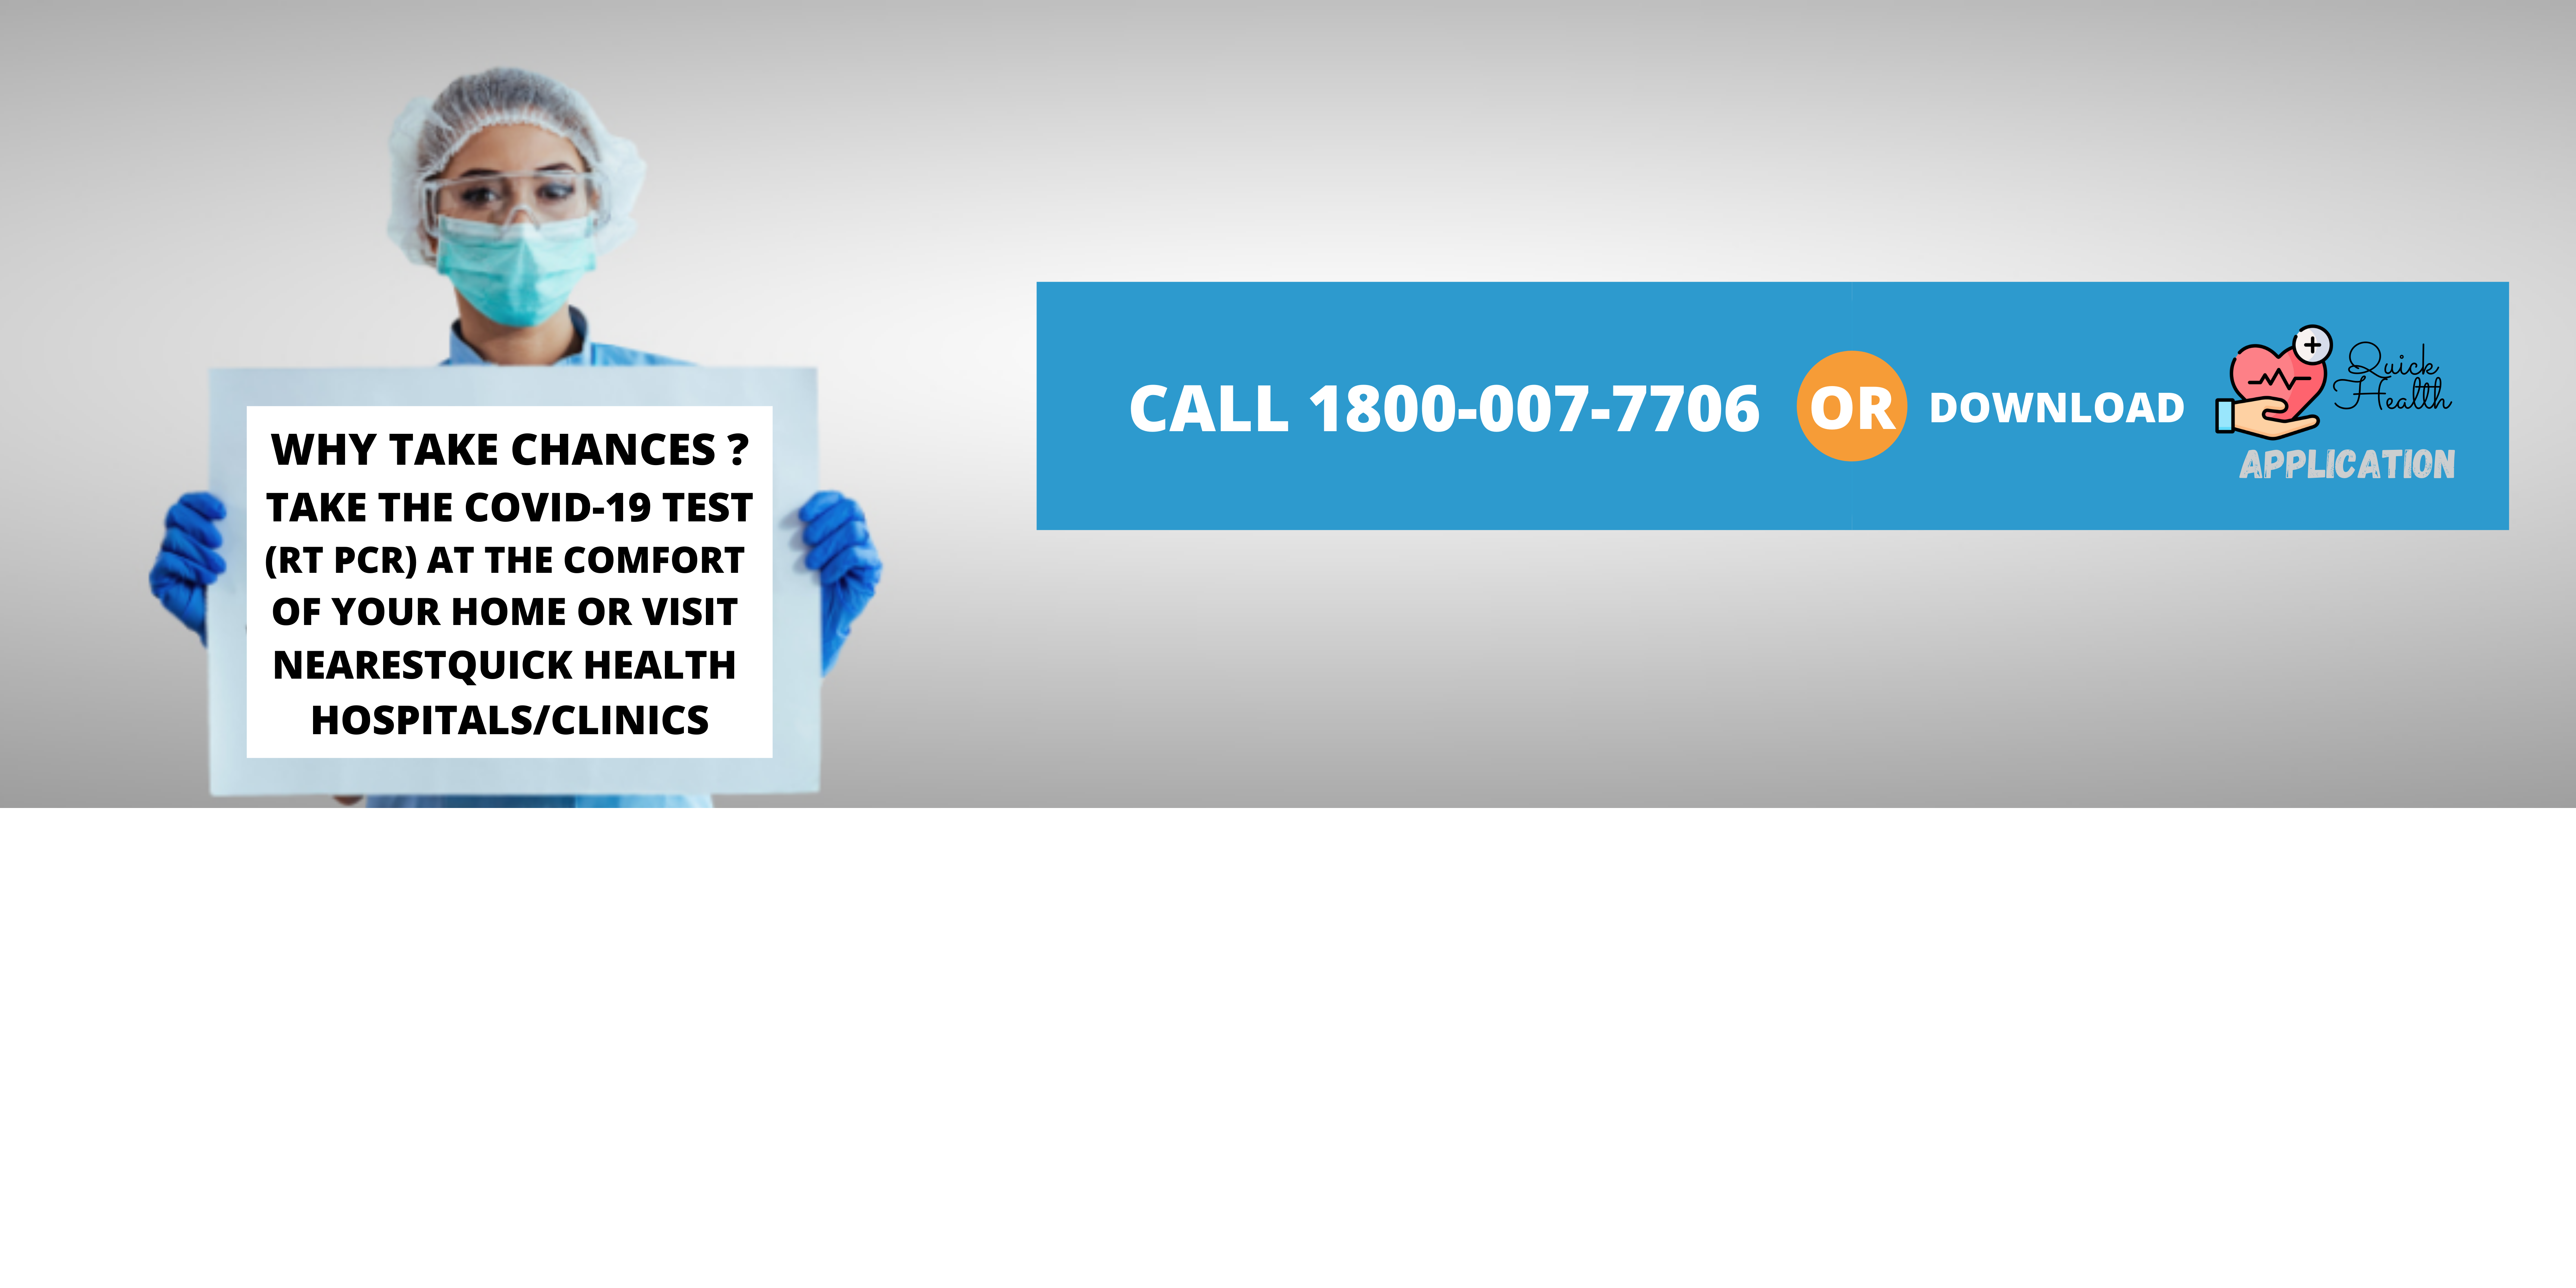 WHY TAKE CHANCES ?
TAKE THE COVID-19 TEST
(RT PCR) AT THE COMFORT
OF YOUR HOME OR VISIT
NEARESTQUICK HEALTH
HOSPITALS/CLINICS
CALL 1800-007-7706
OR
DOWNLOAD
Quick
Health
APPLICATION